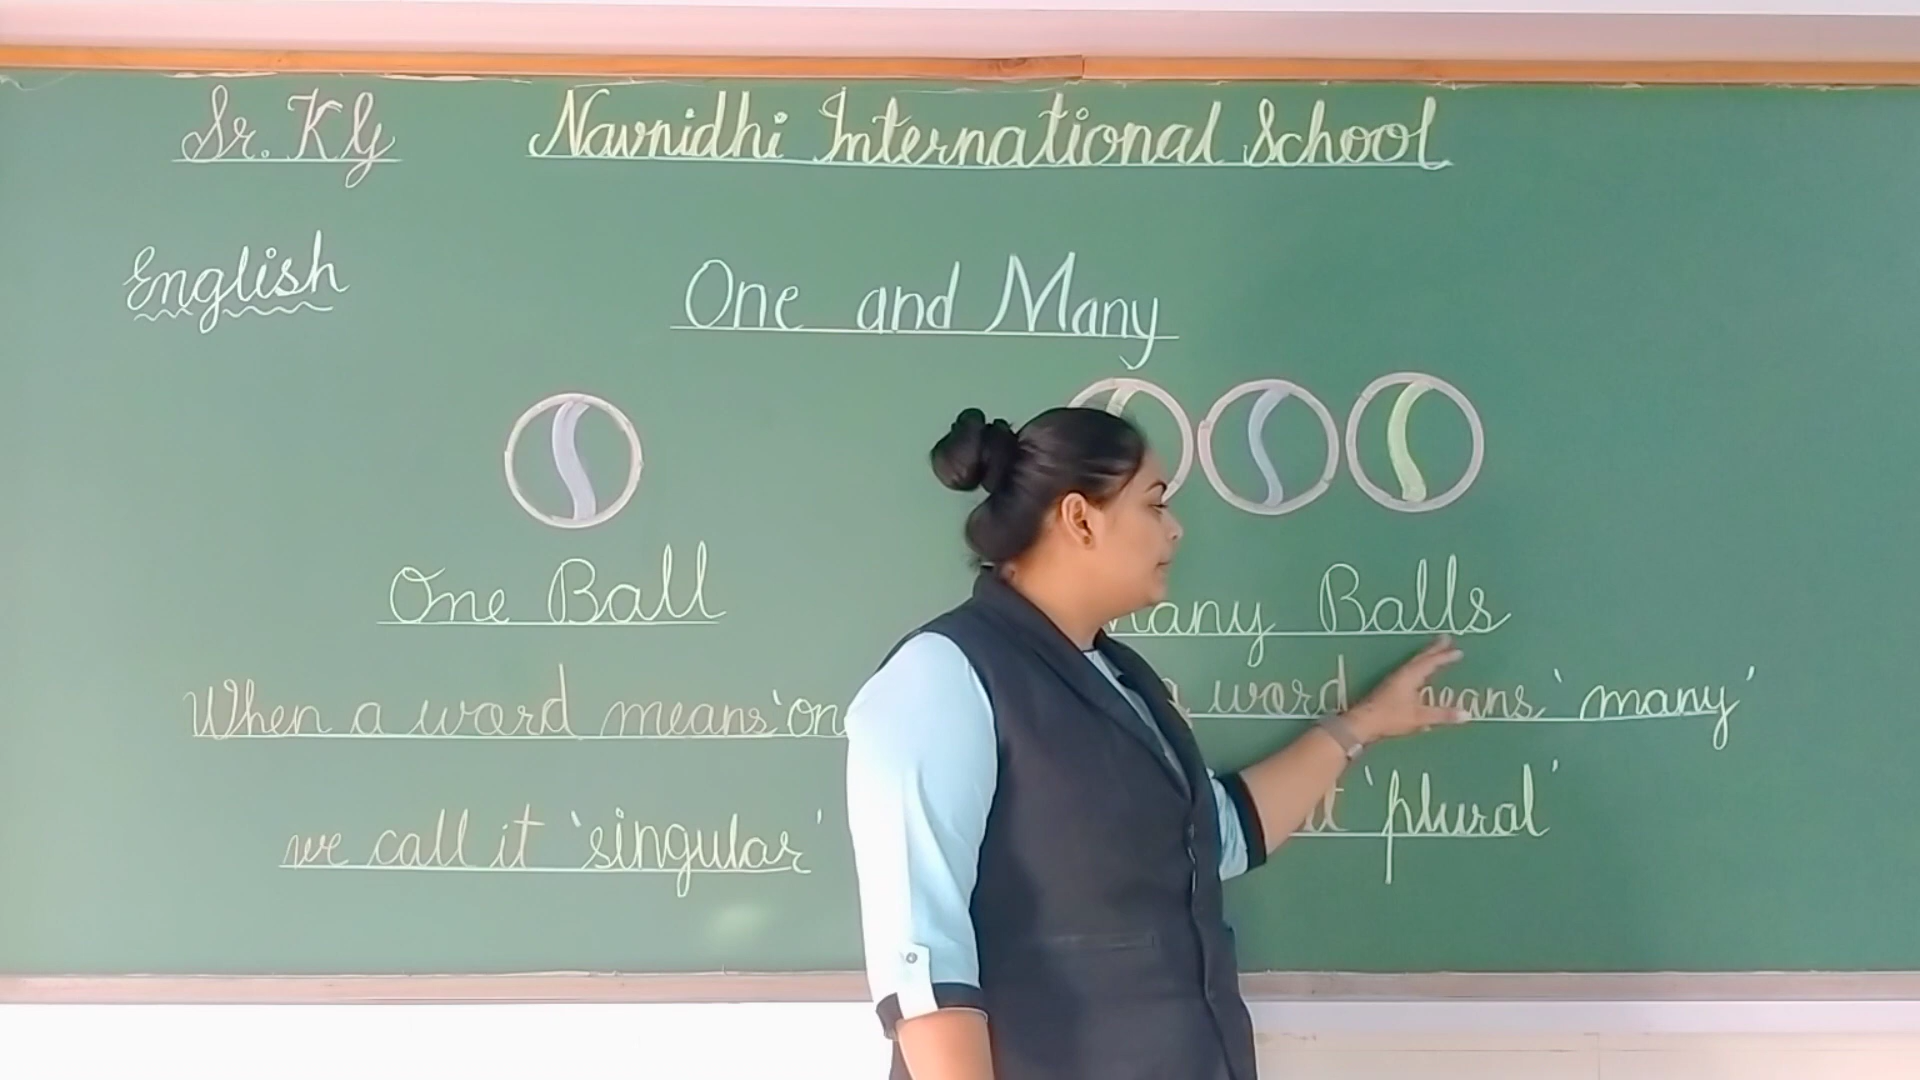 Sr. KG
Navnidhi International School
English
One and Many
One Ball
Many Balls
When a word means 'on
a word means 'many'
we call it 'singular'
it 'plural'